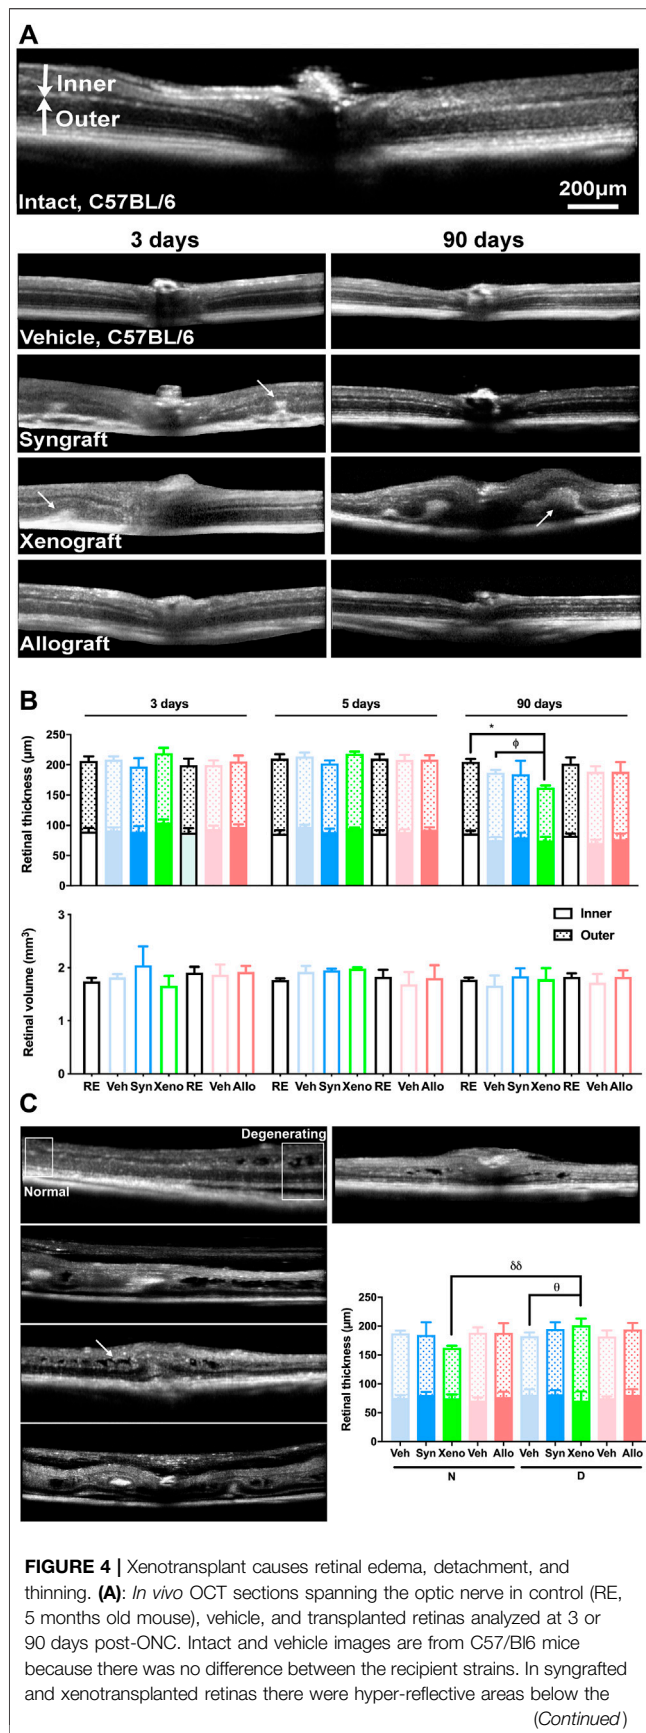 A
Inner
Outer
Intact, C57BL/6
200µm
3 days
90 days
Vehicle, C57BL/6
Syngraft
Xenograft
Allograft
B
3 days
5 days
90 days
Retinal thickness (µm)
250
200
150
100
50
0
*
ϕ
Retinal volume (mm³)
3
2
1
0
Inner
Outer
RE Veh Syn Xeno RE Veh Allo
RE Veh Syn Xeno RE Veh Allo
RE Veh Syn Xeno RE Veh Allo
C
Normal
Degenerating
Retinal thickness (µm)
250
200
150
100
50
0
δδ
θ
Veh Syn Xeno Veh Allo
Veh Syn Xeno Veh Allo
N
D
FIGURE 4 | Xenotransplant causes retinal edema, detachment, and
thinning. (A): In vivo OCT sections spanning the optic nerve in control (RE,
5 months old mouse), vehicle, and transplanted retinas analyzed at 3 or
90 days post-ONC. Intact and vehicle images are from C57/Bl6 mice
because there was no difference between the recipient strains. In syngrafted
and xenotransplanted retinas there were hyper-reflective areas below the
(Continued)